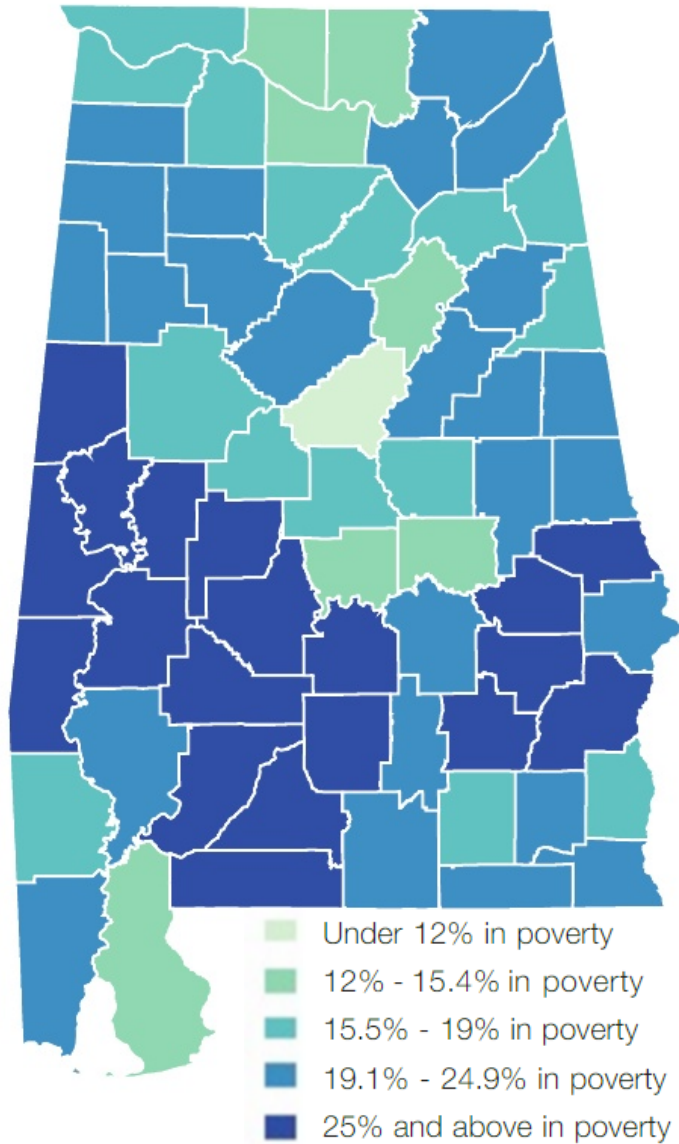 Under 12% in poverty
12% - 15.4% in poverty
15.5% - 19% in poverty
19.1% - 24.9% in poverty
25% and above in poverty